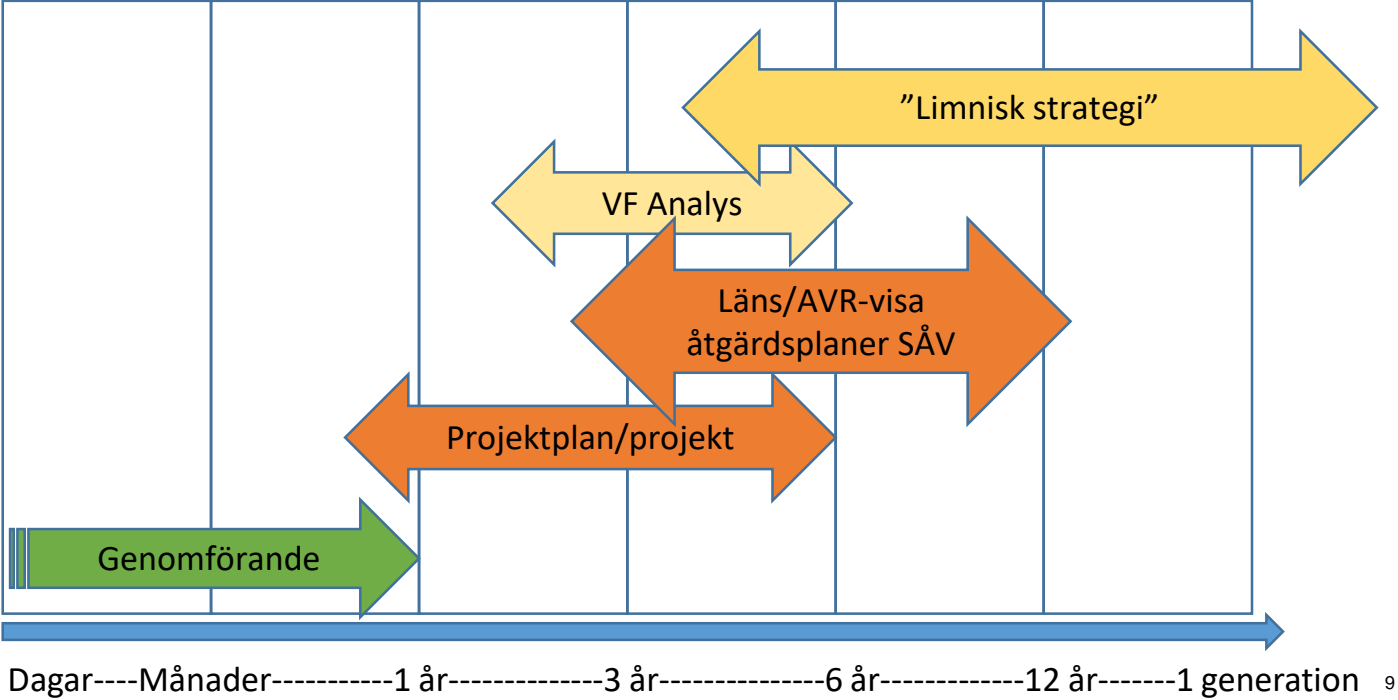 ”Limnisk strategi”
VF Analys
Läns/AVR-visa
åtgärdsplaner SÅV
Projektplan/projekt
Genomförande
Dagar----Månader-----------1 år--------------3 år---------------6 år-------------12 år-------1 generation
9